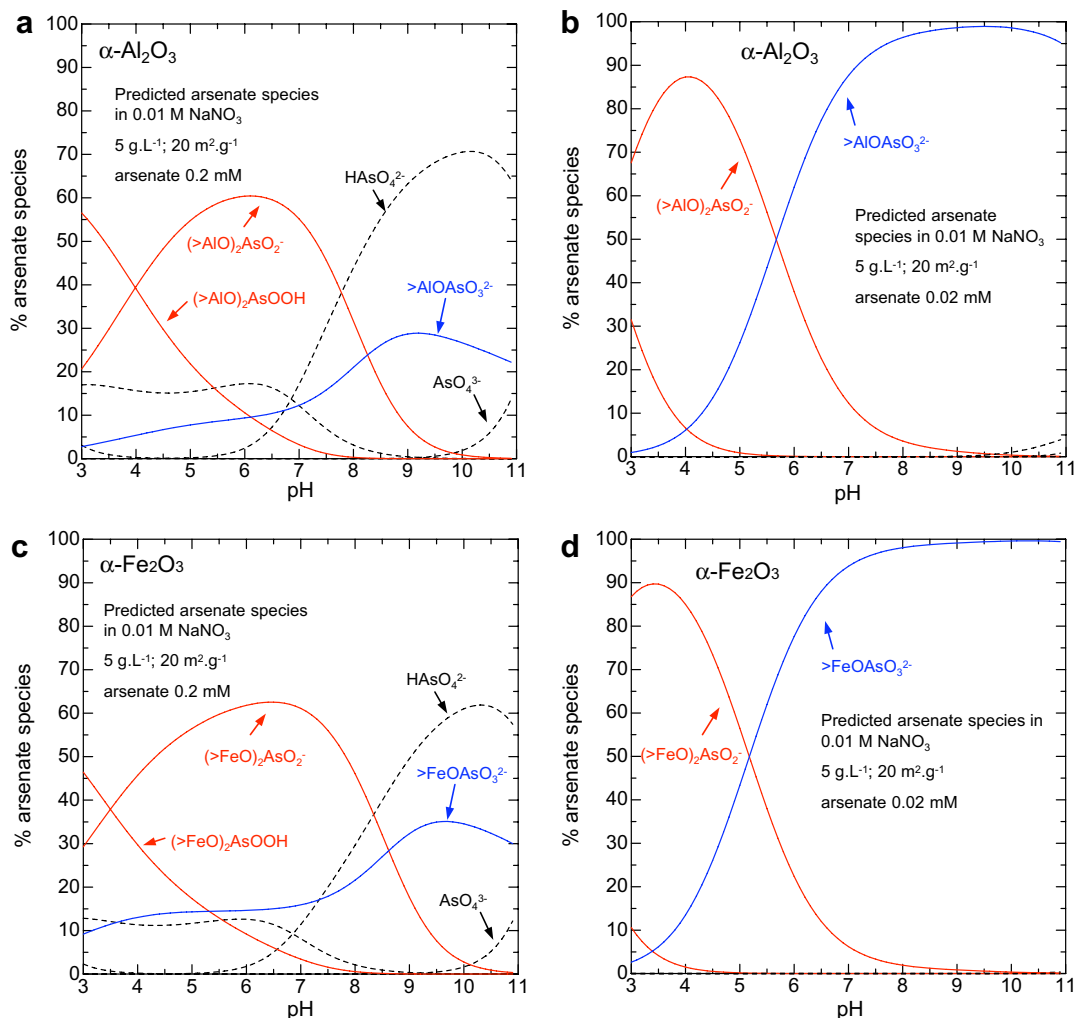 a
α-Al₂O₃
Predicted arsenate species
in 0.01 M NaNO₃
5 g.L⁻¹; 20 m².g⁻¹
arsenate 0.2 mM
HAsO₄²⁻
(>AlO)₂AsO₂⁻
(>AlO)₂AsOOH
>AlOAsO₃²⁻
AsO₄³⁻
% arsenate species
100
90
80
70
60
50
40
30
20
10
0
3 4 5 6 7 8 9 10 11
pH
b
α-Al₂O₃
>AlOAsO₃²⁻
(>AlO)₂AsO₂⁻
Predicted arsenate
species in 0.01 M NaNO₃
5 g.L⁻¹; 20 m².g⁻¹
arsenate 0.02 mM
% arsenate species
100
90
80
70
60
50
40
30
20
10
0
3 4 5 6 7 8 9 10 11
pH
c
α-Fe₂O₃
Predicted arsenate species
in 0.01 M NaNO₃
5 g.L⁻¹; 20 m².g⁻¹
arsenate 0.2 mM
HAsO₄²⁻
(>FeO)₂AsO₂⁻
>FeOAsO₃²⁻
(>FeO)₂AsOOH
AsO₄³⁻
% arsenate species
100
90
80
70
60
50
40
30
20
10
0
3 4 5 6 7 8 9 10 11
pH
d
α-Fe₂O₃
>FeOAsO₃²⁻
(>FeO)₂AsO₂⁻
Predicted arsenate species in
0.01 M NaNO₃
5 g.L⁻¹; 20 m².g⁻¹
arsenate 0.02 mM
% arsenate species
100
90
80
70
60
50
40
30
20
10
0
3 4 5 6 7 8 9 10 11
pH